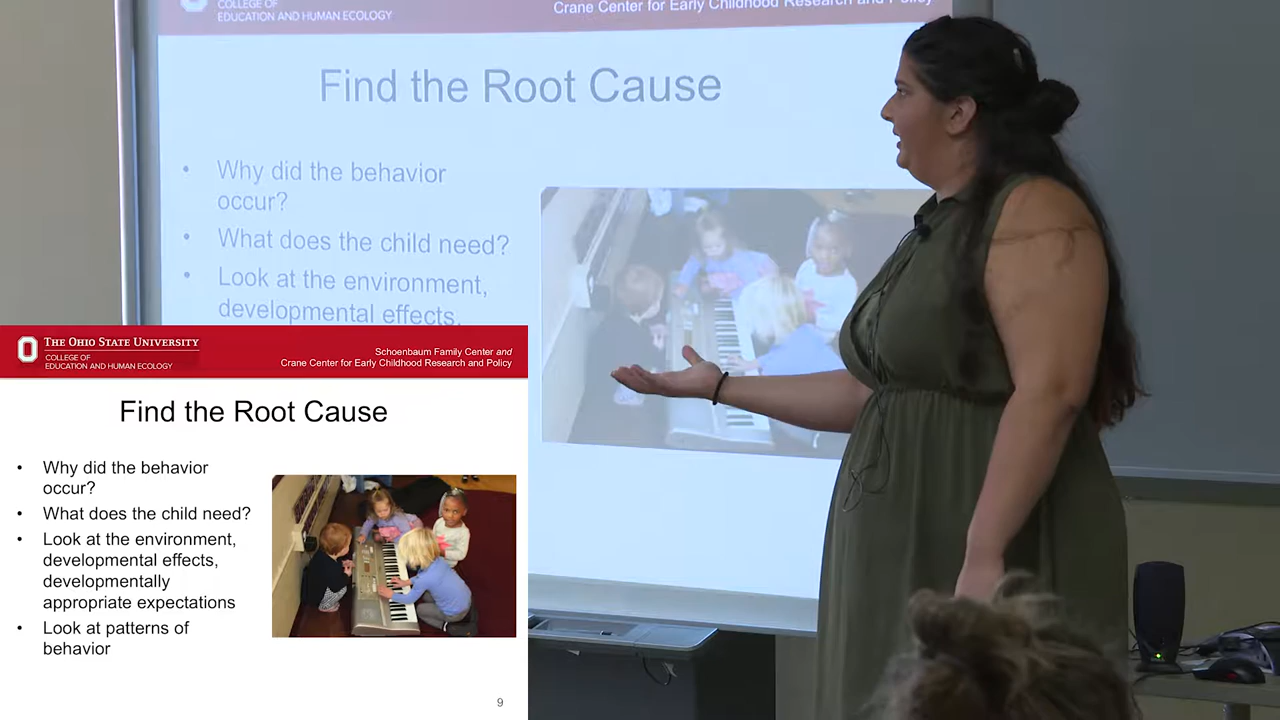 COLLEGE OF
EDUCATION AND HUMAN ECOLOGY
Crane Center for Early Childhood Research and Policy
Find the Root Cause
• Why did the behavior
occur?
• What does the child need?
• Look at the environment,
developmental effects,
THE OHIO STATE UNIVERSITY
COLLEGE OF
EDUCATION AND HUMAN ECOLOGY
Schoenbaum Family Center and
Crane Center for Early Childhood Research and Policy
Find the Root Cause
• Why did the behavior
occur?
• What does the child need?
• Look at the environment,
developmental effects,
developmentally
appropriate expectations
• Look at patterns of
behavior
9